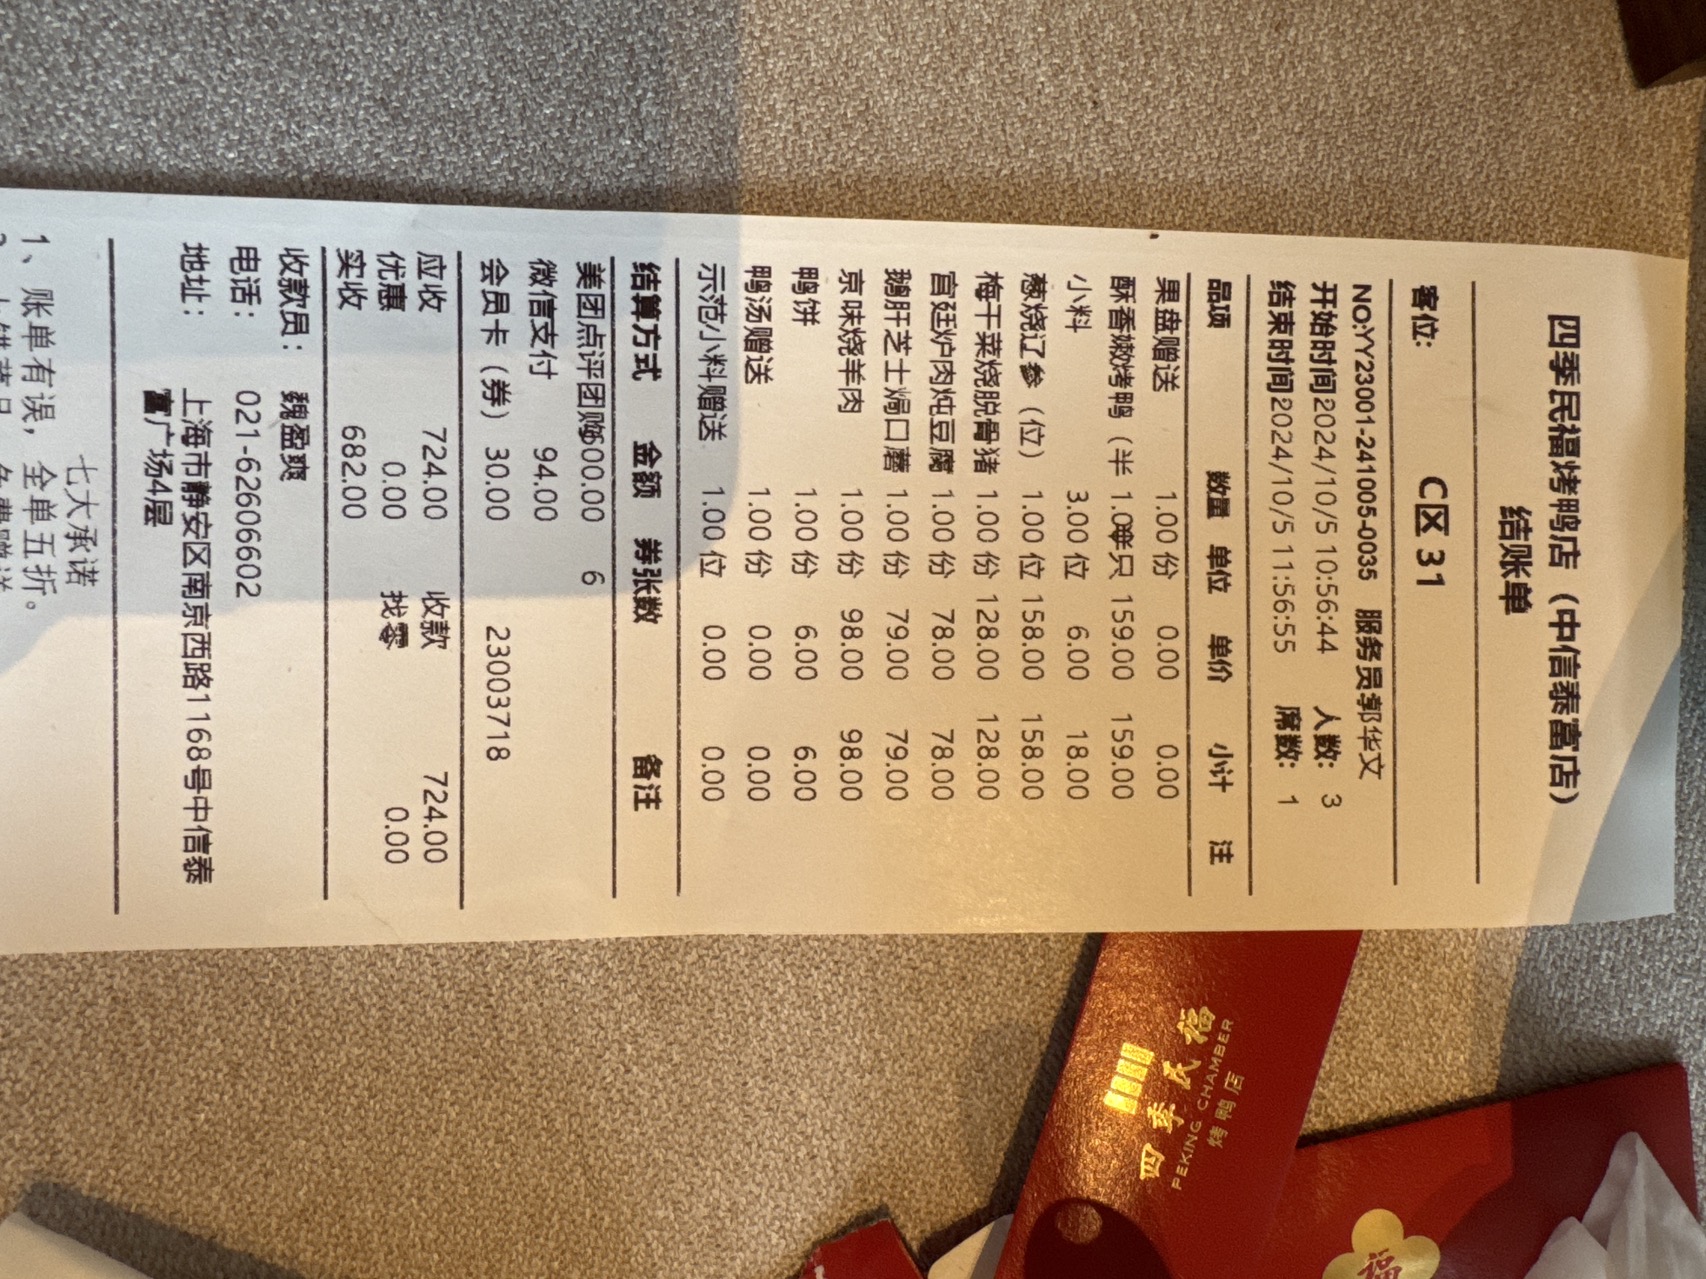 四季民福烤鸭店（中信泰富店）
结账单
客位： C区 31
NO:YY23001-241005-0035 服务员郭华文
开始时间2024/10/5 10:56:44 人数： 3
结束时间2024/10/5 11:56:55 席数： 1
品项 数量 单位 单价 小计 注
果盘赠送 1.00 份 0.00 0.00
酥香嫩烤鸭（半 1.00半只 159.00 159.00
小料 3.00 位 6.00 18.00
葱烧辽参（位） 1.00 位 158.00 158.00
梅干菜烧脱骨猪 1.00 份 128.00 128.00
宫廷炉肉炖豆腐 1.00 份 78.00 78.00
鹅肝芝士焗口蘑 1.00 份 79.00 79.00
京味烧羊肉 1.00 份 98.00 98.00
鸭饼 1.00 份 6.00 6.00
鸭汤赠送 1.00 份 0.00 0.00
示范小料赠送 1.00 位 0.00 0.00
结算方式 金额 券张数 备注
美团点评团购600.00 6
微信支付 94.00
会员卡（券） 30.00 23003718
应收 724.00 收款 724.00
优惠 0.00 找零 0.00
实收 682.00
收款员： 魏盈爽
电话： 021-62606602
地址： 上海市静安区南京西路1168号中信泰
富广场4层
七大承诺
1、账单有误，全单五折。
四季民福
PEKING CHAMBER
烤鸭店
福